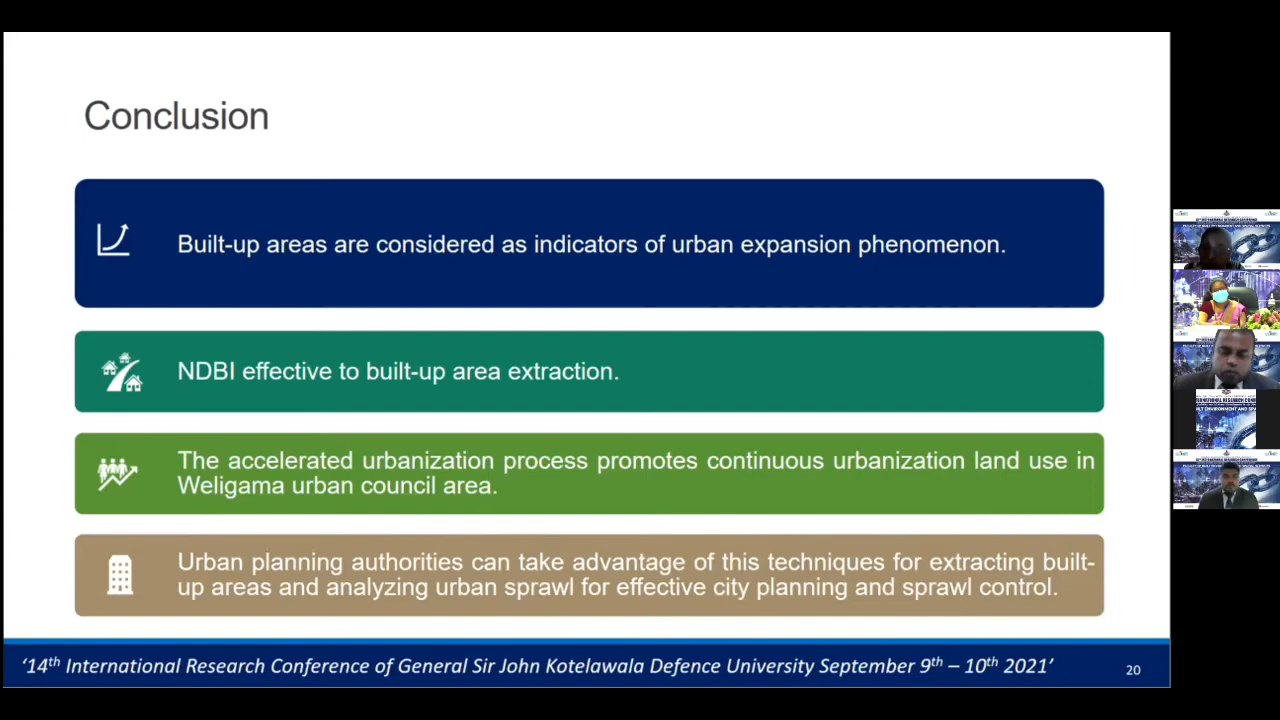 Conclusion
Built-up areas are considered as indicators of urban expansion phenomenon.
NDBI effective to built-up area extraction.
The accelerated urbanization process promotes continuous urbanization land use in
Weligama urban council area.
Urban planning authorities can take advantage of this techniques for extracting built-
up areas and analyzing urban sprawl for effective city planning and sprawl control.
‘14th International Research Conference of General Sir John Kotelawala Defence University September 9th – 10th 2021’
20